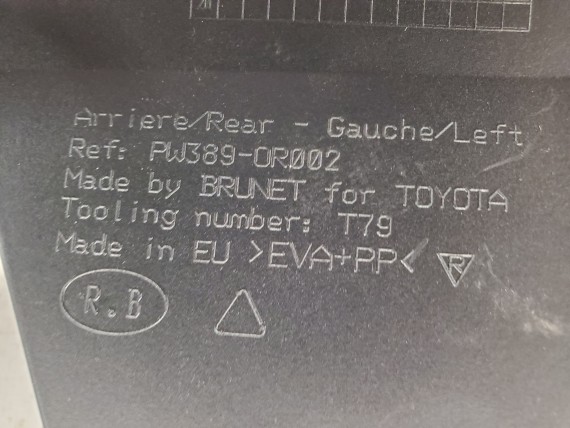 Arriere/Rear - Gauche/Left
Ref: PW389-0R002
Made by BRUNET for TOYOTA
Tooling number: T79
Made in EU >EVA+PP< R
R.B